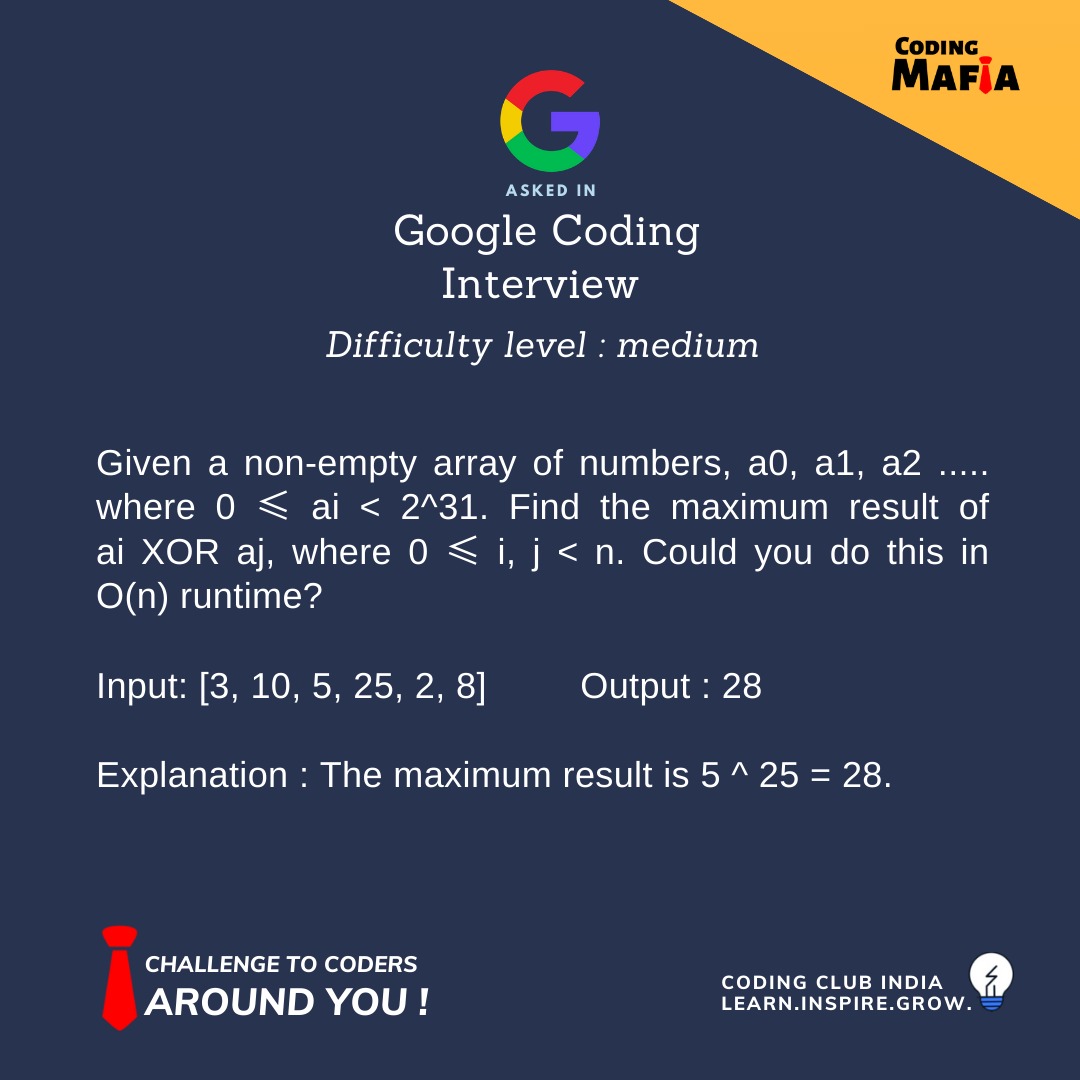 CODING
MAFIA
ASKED IN
Google Coding
Interview
Difficulty level : medium
Given a non-empty array of numbers, a0, a1, a2 .....
where 0 ⩽ ai < 2^31. Find the maximum result of
ai XOR aj, where 0 ⩽ i, j < n. Could you do this in
O(n) runtime?
Input: [3, 10, 5, 25, 2, 8] Output : 28
Explanation : The maximum result is 5 ^ 25 = 28.
CHALLENGE TO CODERS
AROUND YOU !
CODING CLUB INDIA
LEARN.INSPIRE.GROW.